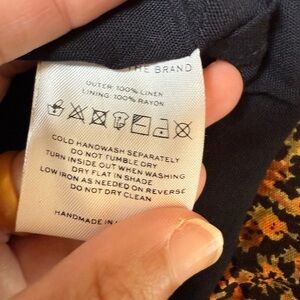 THE BRAND
OUTER: 100% LINEN
LINING: 100% RAYON
COLD HANDWASH SEPARATELY
DO NOT TUMBLE DRY
TURN INSIDE OUT WHEN WASHING
DRY FLAT IN SHADE
LOW IRON AS NEEDED ON REVERSE
DO NOT DRY CLEAN
HANDMADE IN